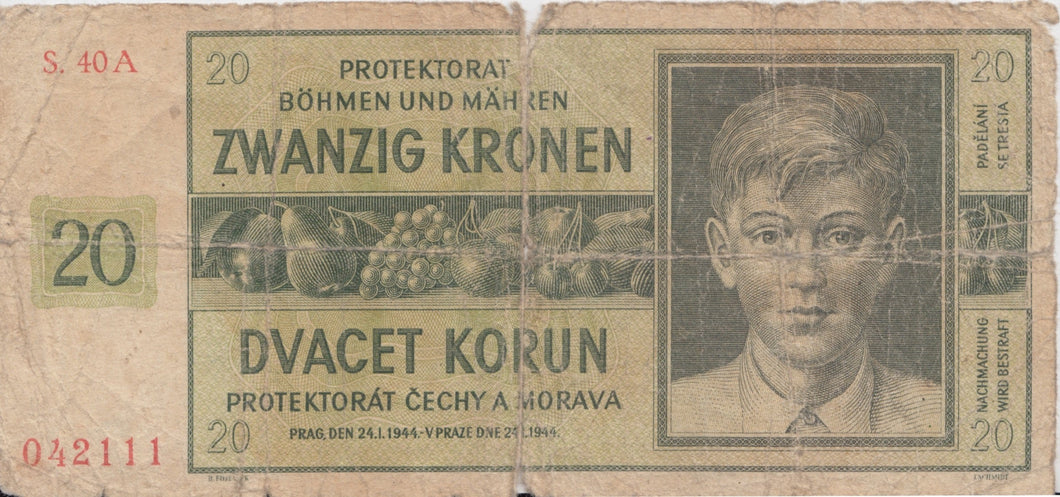 S. 40 A
20
PROTEKTORAT
BÖHMEN UND MÄHREN
ZWANZIG KRONEN
20
DVACET KORUN
PROTEKTORÁT ČECHY A MORAVA
PRAG, DEN 24.I.1944.-V PRAZE DNE 24.I.1944.
20
042111
20
PADĚLÁNÍ
SE TRESTÁ
NACHMACHUNG
WIRD BESTRAFT
20